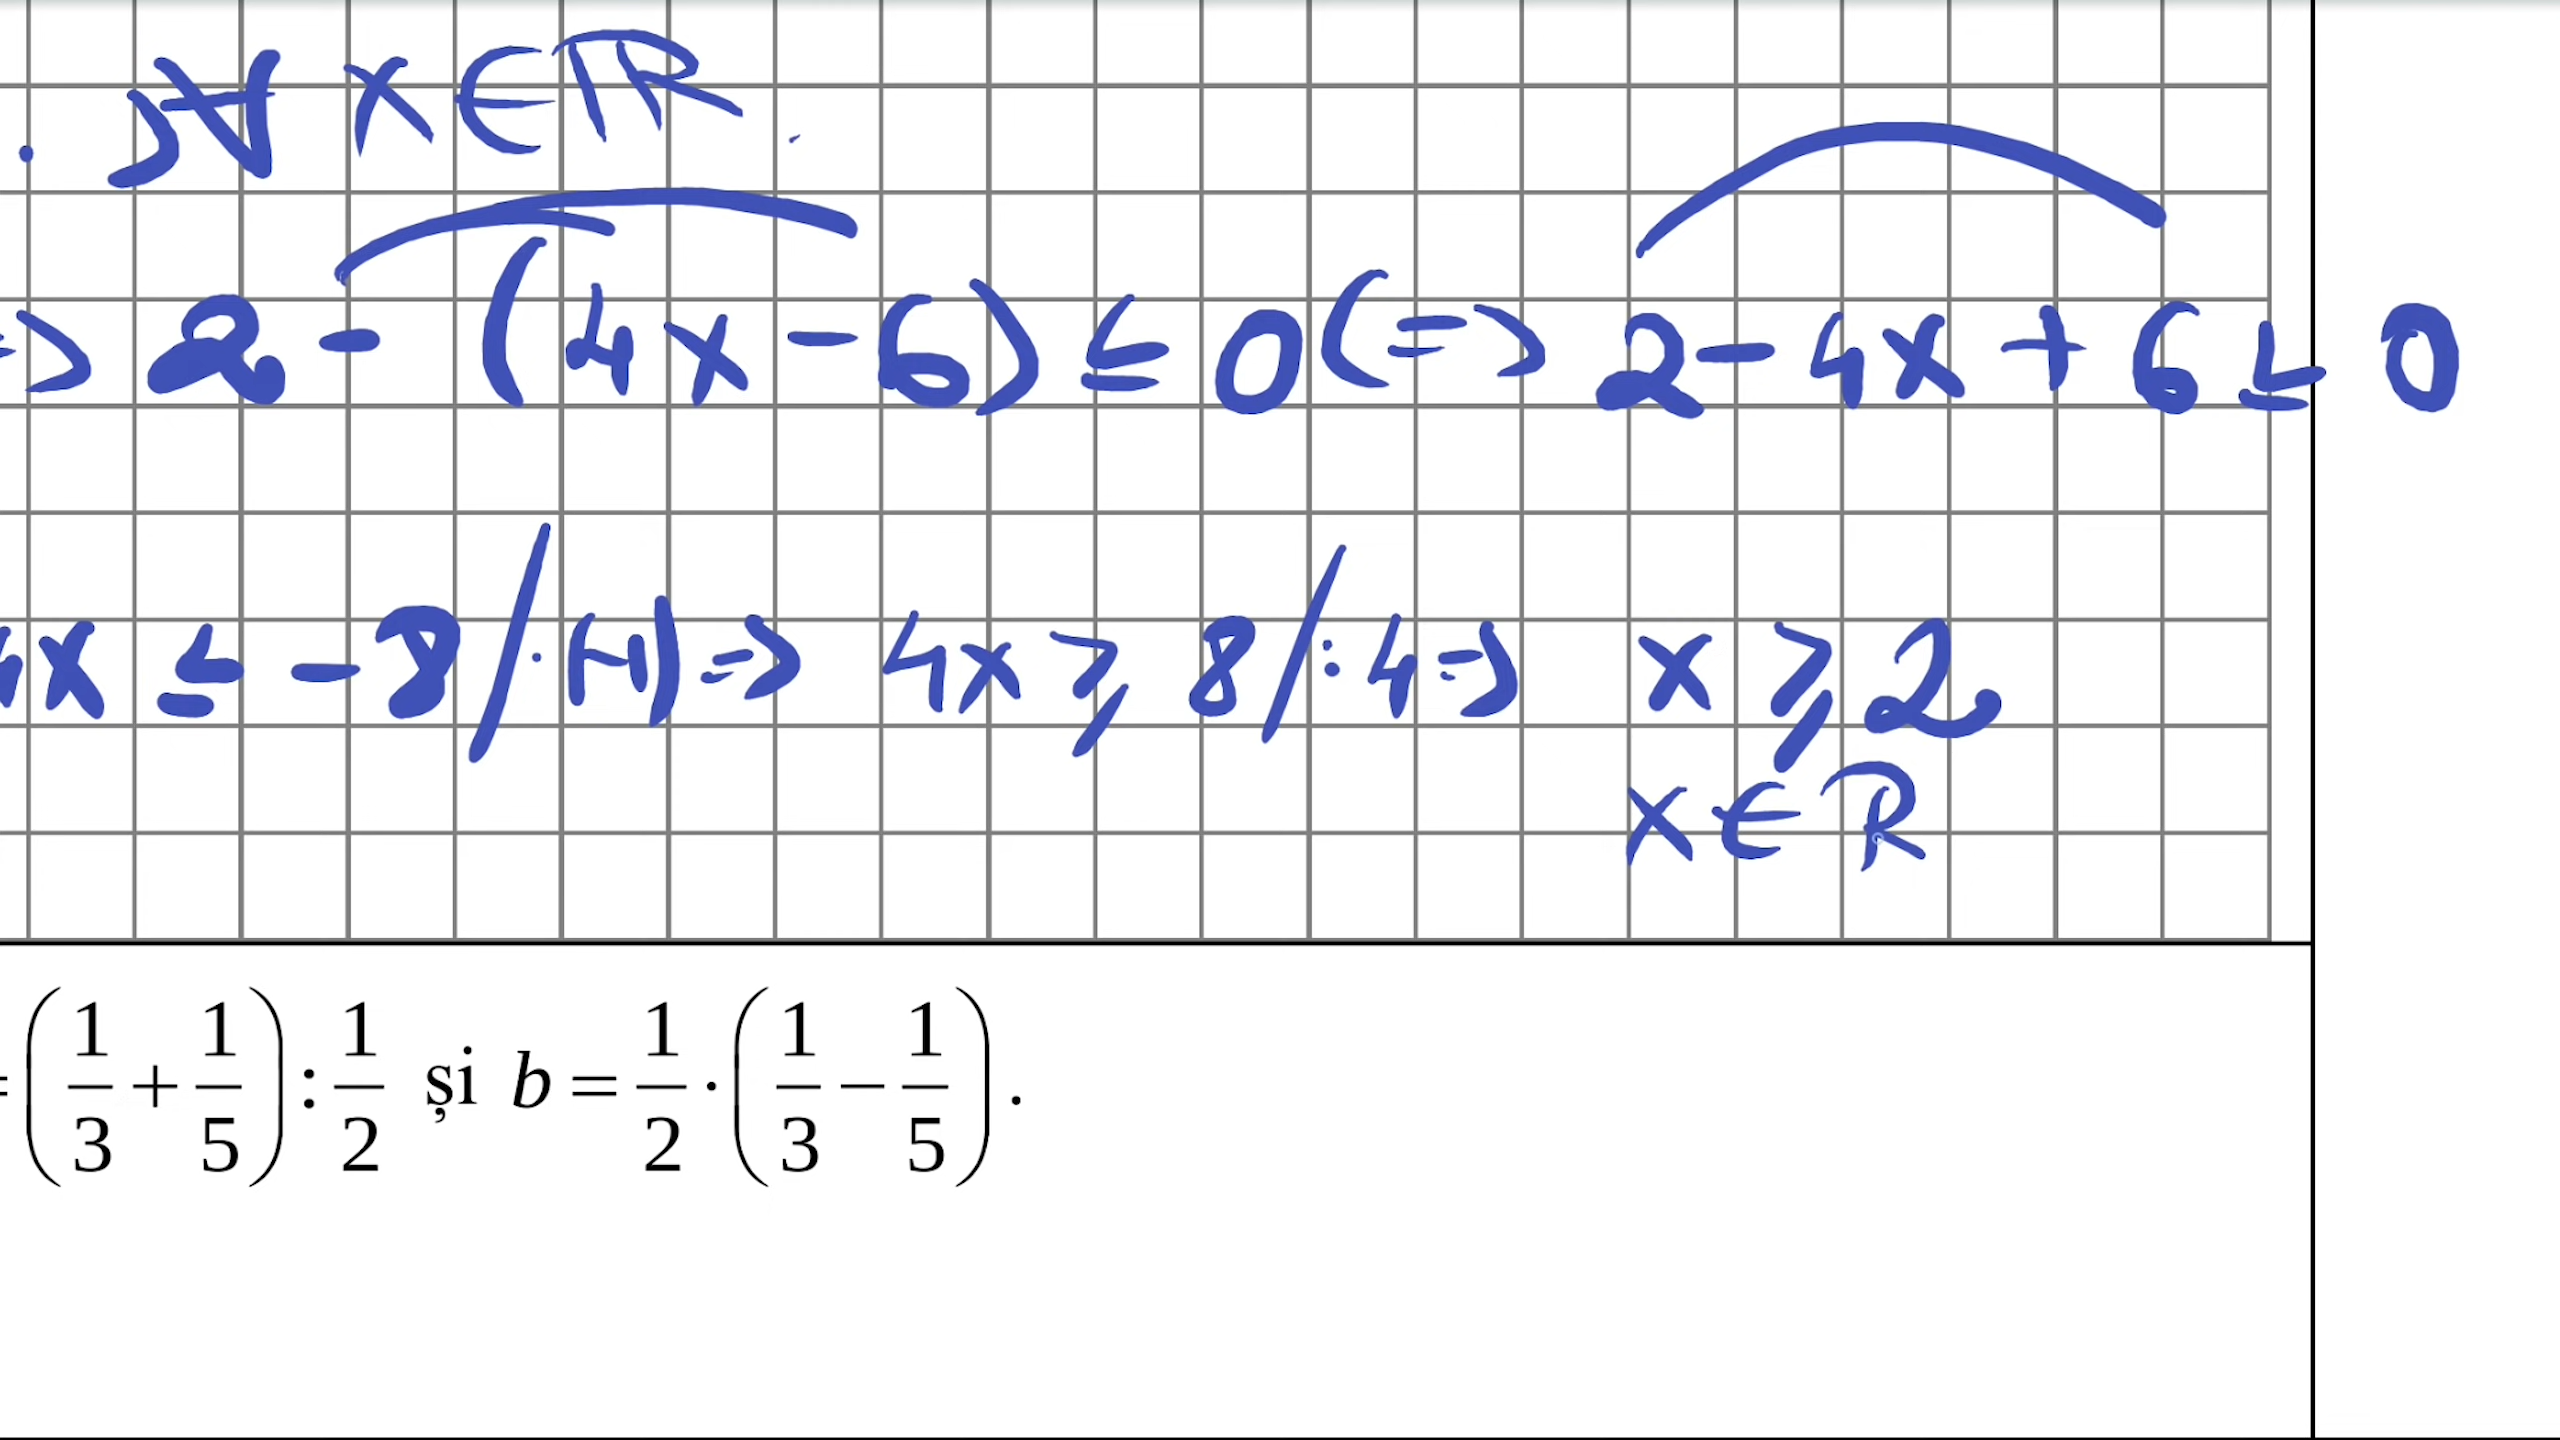 . , ∀ x ∈ ℝ.
=> 2 - (4x - 6) ≤ 0 (=> 2 - 4x + 6 ≤ 0
4x ≤ -8 / ·(-1) => 4x ≥ 8 / :4 => x ≥ 2
x ∈ ℝ
= (1/3 + 1/5) : 1/2 și b = 1/2 · (1/3 − 1/5).